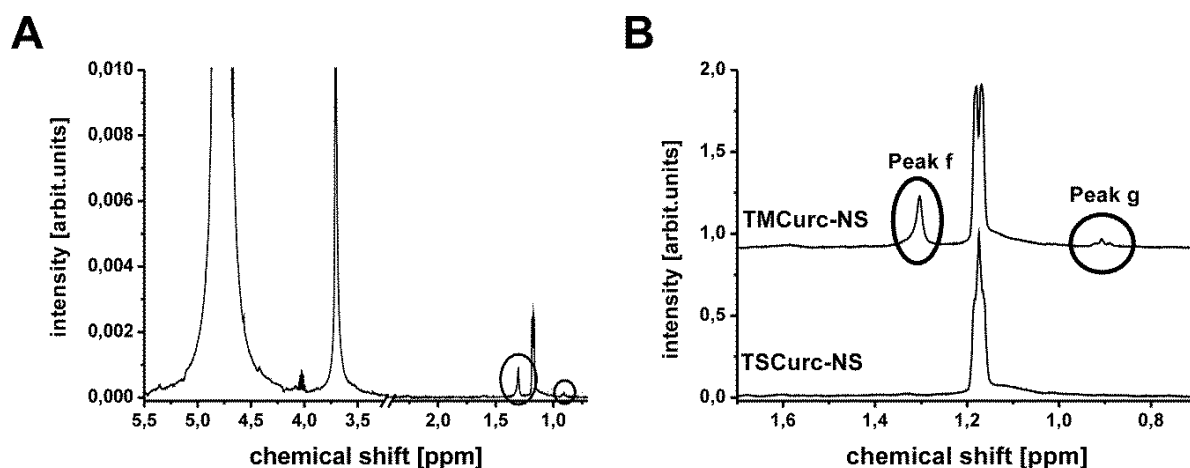 A
0,010
0,008
0,006
0,004
0,002
0,000
intensity [arbit.units]
5,5 5,0 4,5 4,0 3,5 2,0 1,5 1,0
chemical shift [ppm]
B
2,0
1,5
1,0
0,5
0,0
intensity [arbit.units]
Peak f
Peak g
TMCurc-NS
TSCurc-NS
1,6 1,4 1,2 1,0 0,8
chemical shift [ppm]